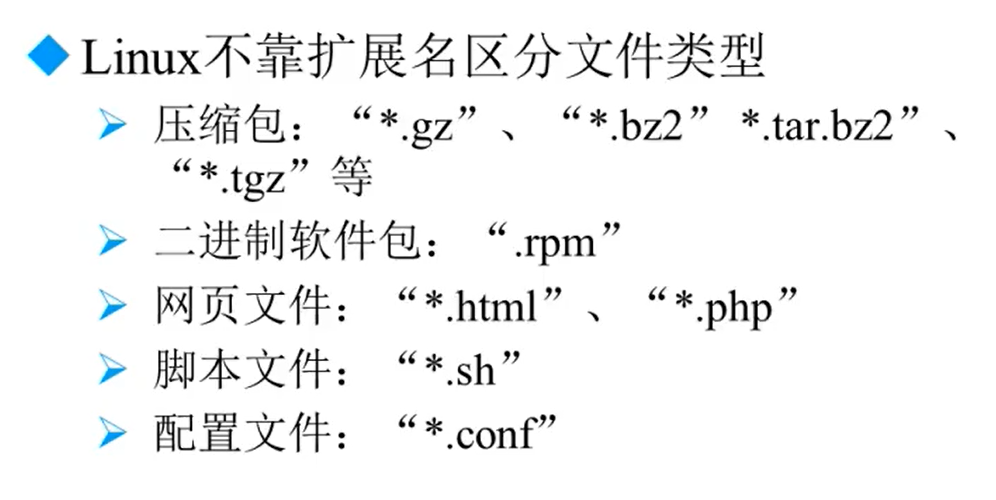 Linux不靠扩展名区分文件类型
压缩包：“*.gz”、“*.bz2” *.tar.bz2”、
“*.tgz”等
二进制软件包：“.rpm”
网页文件：“*.html”、“*.php”
脚本文件：“*.sh”
配置文件：“*.conf”